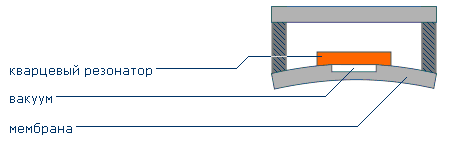 кварцевый резонатор
вакуум
мембрана